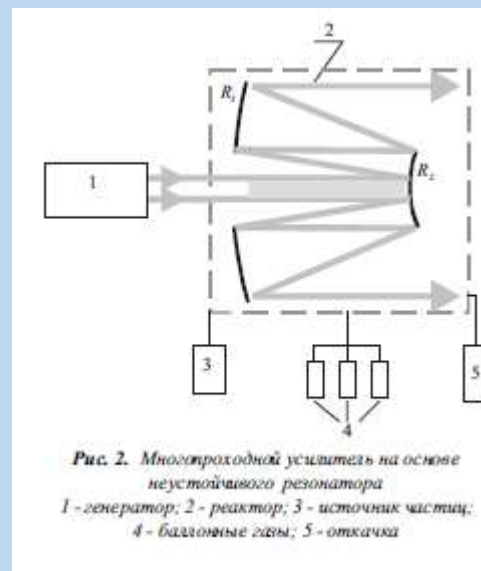 2
R₁
1
R₂
3
4
5
Рис. 2. Многопроходной усилитель на основе
неустойчивого резонатора
1 - генератор; 2 - реактор; 3 - источник частиц;
4 - баллонные газы; 5 - откачка